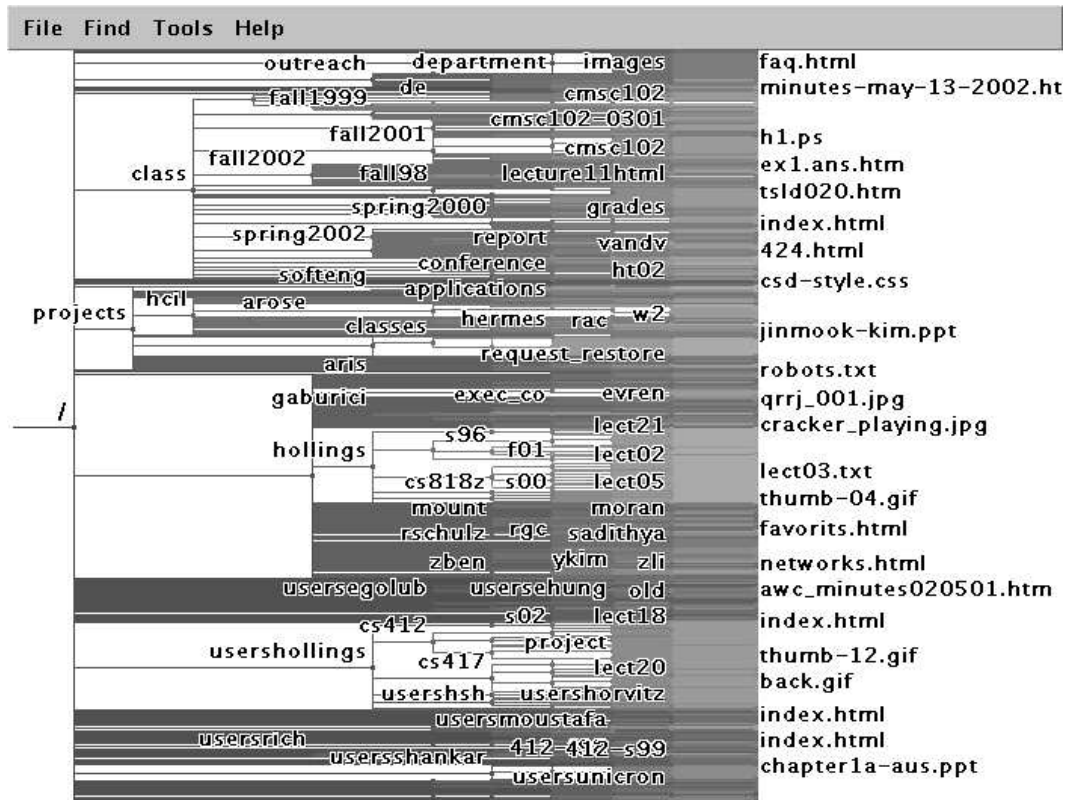 File Find Tools Help
outreach department images faq.html
de cmsc102 minutes-may-13-2002.ht
fall1999
cmsc102-0301
fall2001 h1.ps
cmsc102
fall2002 ex1.ans.htm
class fall98 lecture11html
tsld020.htm
spring2000 grades
index.html
spring2002 report vandv 424.html
conference ht02
softeng csd-style.css
applications
hcil arose
projects hermes rac w2
classes jinmook-kim.ppt
request_restore
aris robots.txt
gaburici exec_co evren qrrj_001.jpg
/
lect21 cracker_playing.jpg
s96
hollings f01 lect02
lect03.txt
cs818z s00 lect05
thumb-04.gif
mount moran
rschulz rgc sadithya favorits.html
zben ykim zli networks.html
usersegolub usersehung old awc_minutes020501.htm
s02 lect18 index.html
cs412
project
usershollings thumb-12.gif
cs417 lect20
back.gif
usershsh usershorvitz
usersmoustafa index.html
usersrich index.html
usersshankar 412-s99
chapter1a-aus.ppt
usersunicron